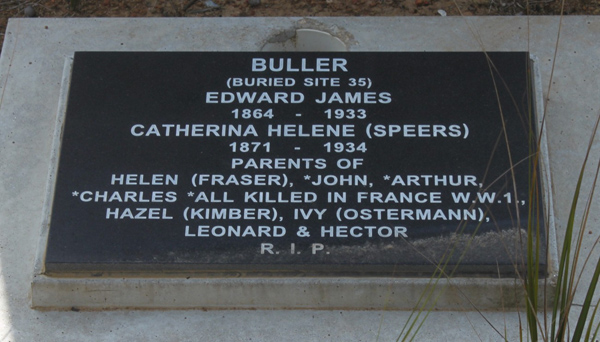 BULLER
(BURIED SITE 35)
EDWARD JAMES
1864 - 1933
CATHERINA HELENE (SPEERS)
1871 - 1934
PARENTS OF
HELEN (FRASER), *JOHN, *ARTHUR,
*CHARLES *ALL KILLED IN FRANCE W.W.1.,
HAZEL (KIMBER), IVY (OSTERMANN),
LEONARD & HECTOR
R. I. P.